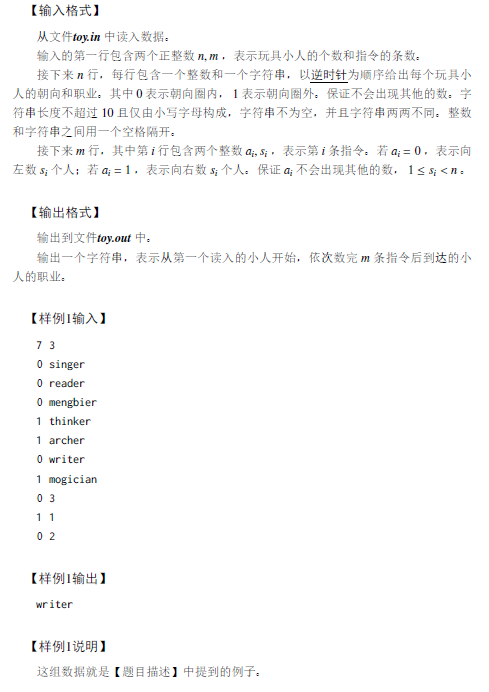 【输入格式】
从文件toy.in 中读入数据。
输入的第一行包含两个正整数 n, m ，表示玩具小人的个数和指令的条数。
接下来 n 行，每行包含一个整数和一个字符串，以逆时针为顺序给出每个玩具小
人的朝向和职业。其中 0 表示朝向圈内，1 表示朝向圈外。保证不会出现其他的数。字
符串长度不超过 10 且仅由小写字母构成，字符串不为空，并且字符串两两不同。整数
和字符串之间用一个空格隔开。
接下来 m 行，其中第 i 行包含两个整数 ai, si ，表示第 i 条指令。若 ai = 0 ，表示向
左数 si 个人；若 ai = 1 ，表示向右数 si 个人。保证 ai 不会出现其他的数，1 ≤ si < n 。
【输出格式】
输出到文件toy.out 中。
输出一个字符串，表示从第一个读入的小人开始，依次数完 m 条指令后到达的小
人的职业。
【样例1输入】
7 3
0 singer
0 reader
0 mengbier
1 thinker
1 archer
0 writer
1 mogician
0 3
1 1
0 2
【样例1输出】
writer
【样例1说明】
这组数据就是【题目描述】中提到的例子。